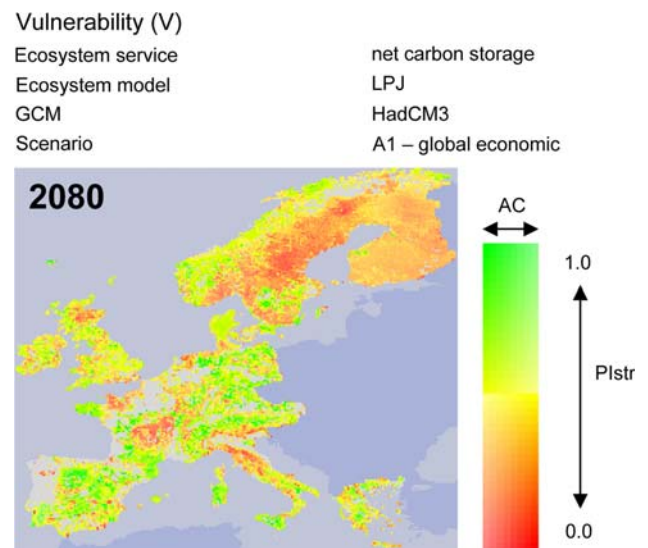 Vulnerability (V)
Ecosystem service net carbon storage
Ecosystem model LPJ
GCM HadCM3
Scenario A1 – global economic
2080
AC
1.0
PIstr
0.0